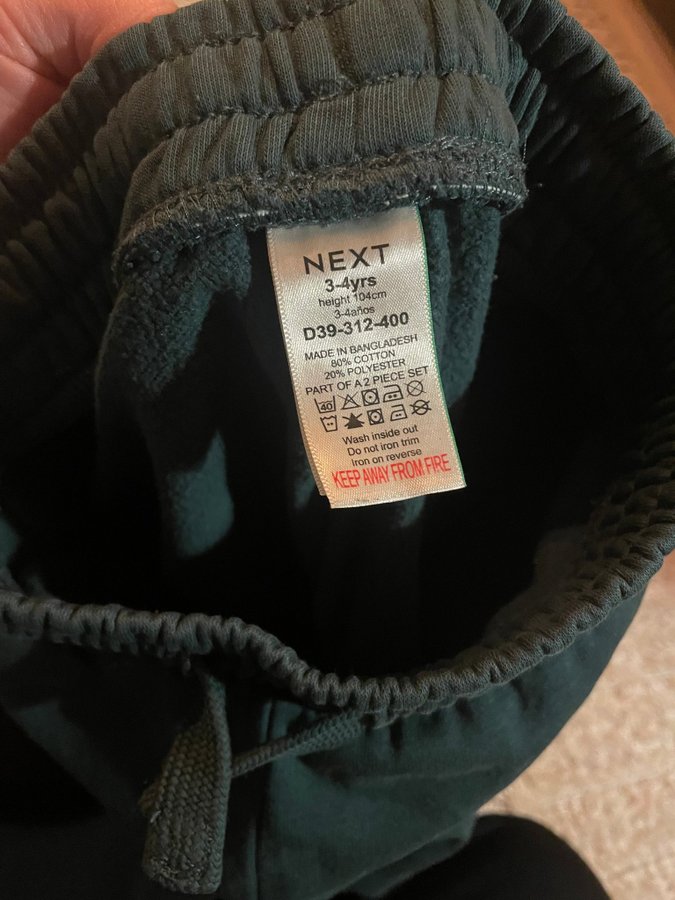 NEXT
3-4yrs
height 104cm
3-4años
D39-312-400
MADE IN BANGLADESH
80% COTTON
20% POLYESTER
PART OF A 2 PIECE SET
40
Wash inside out
Do not iron trim
Iron on reverse
KEEP AWAY FROM FIRE